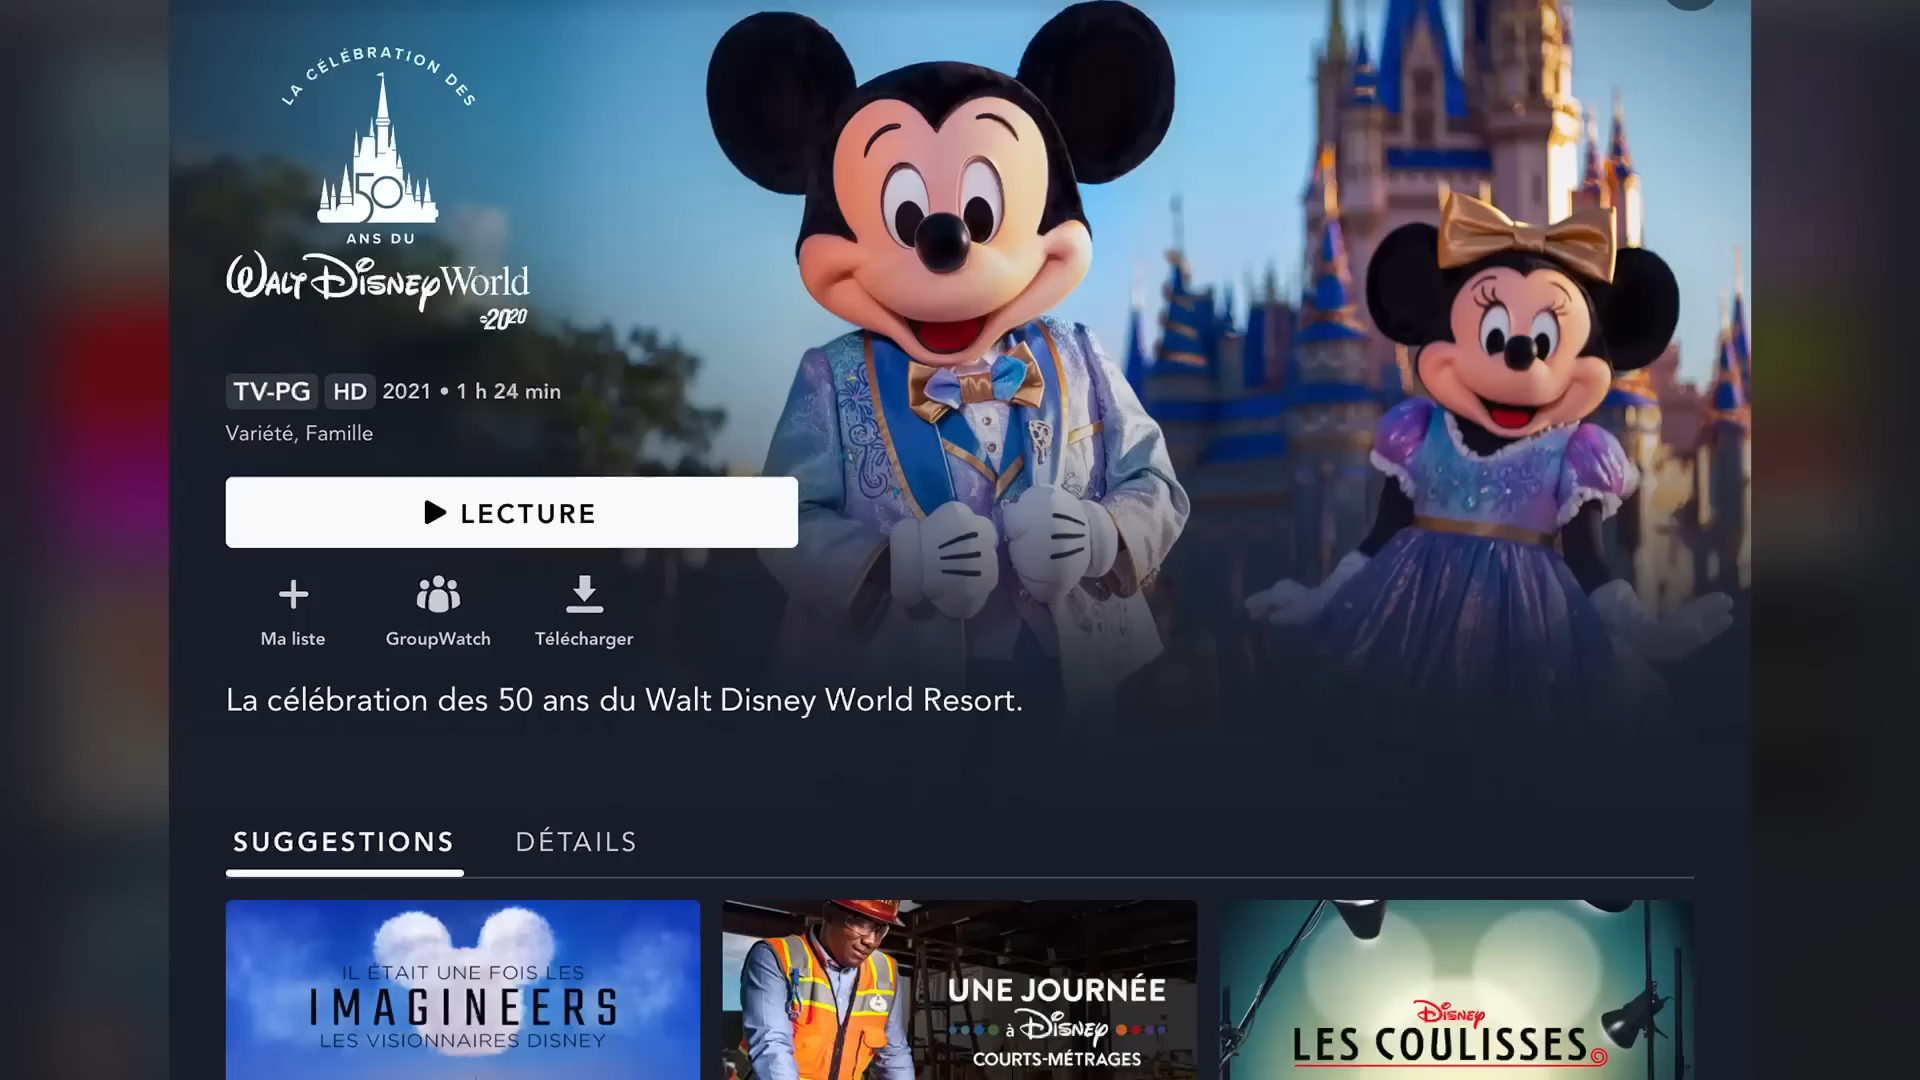 LA CÉLÉBRATION DES
50
ANS DU
WALT DISNEY World
20/20
TV-PG HD 2021 • 1 h 24 min
Variété, Famille
LECTURE
Ma liste GroupWatch Télécharger
La célébration des 50 ans du Walt Disney World Resort.
SUGGESTIONS DÉTAILS
IL ÉTAIT UNE FOIS LES
IMAGINEERS
LES VISIONNAIRES DISNEY
UNE JOURNÉE
à DISNEY
COURTS-MÉTRAGES
Disney
LES COULISSES